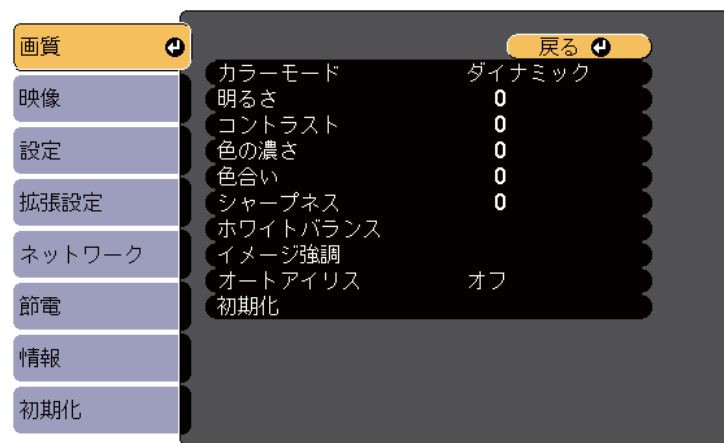 画質
映像
設定
拡張設定
ネットワーク
節電
情報
初期化
戻る
カラーモード ダイナミック
明るさ 0
コントラスト 0
色の濃さ 0
色合い 0
シャープネス 0
ホワイトバランス
イメージ強調
オートアイリス オフ
初期化